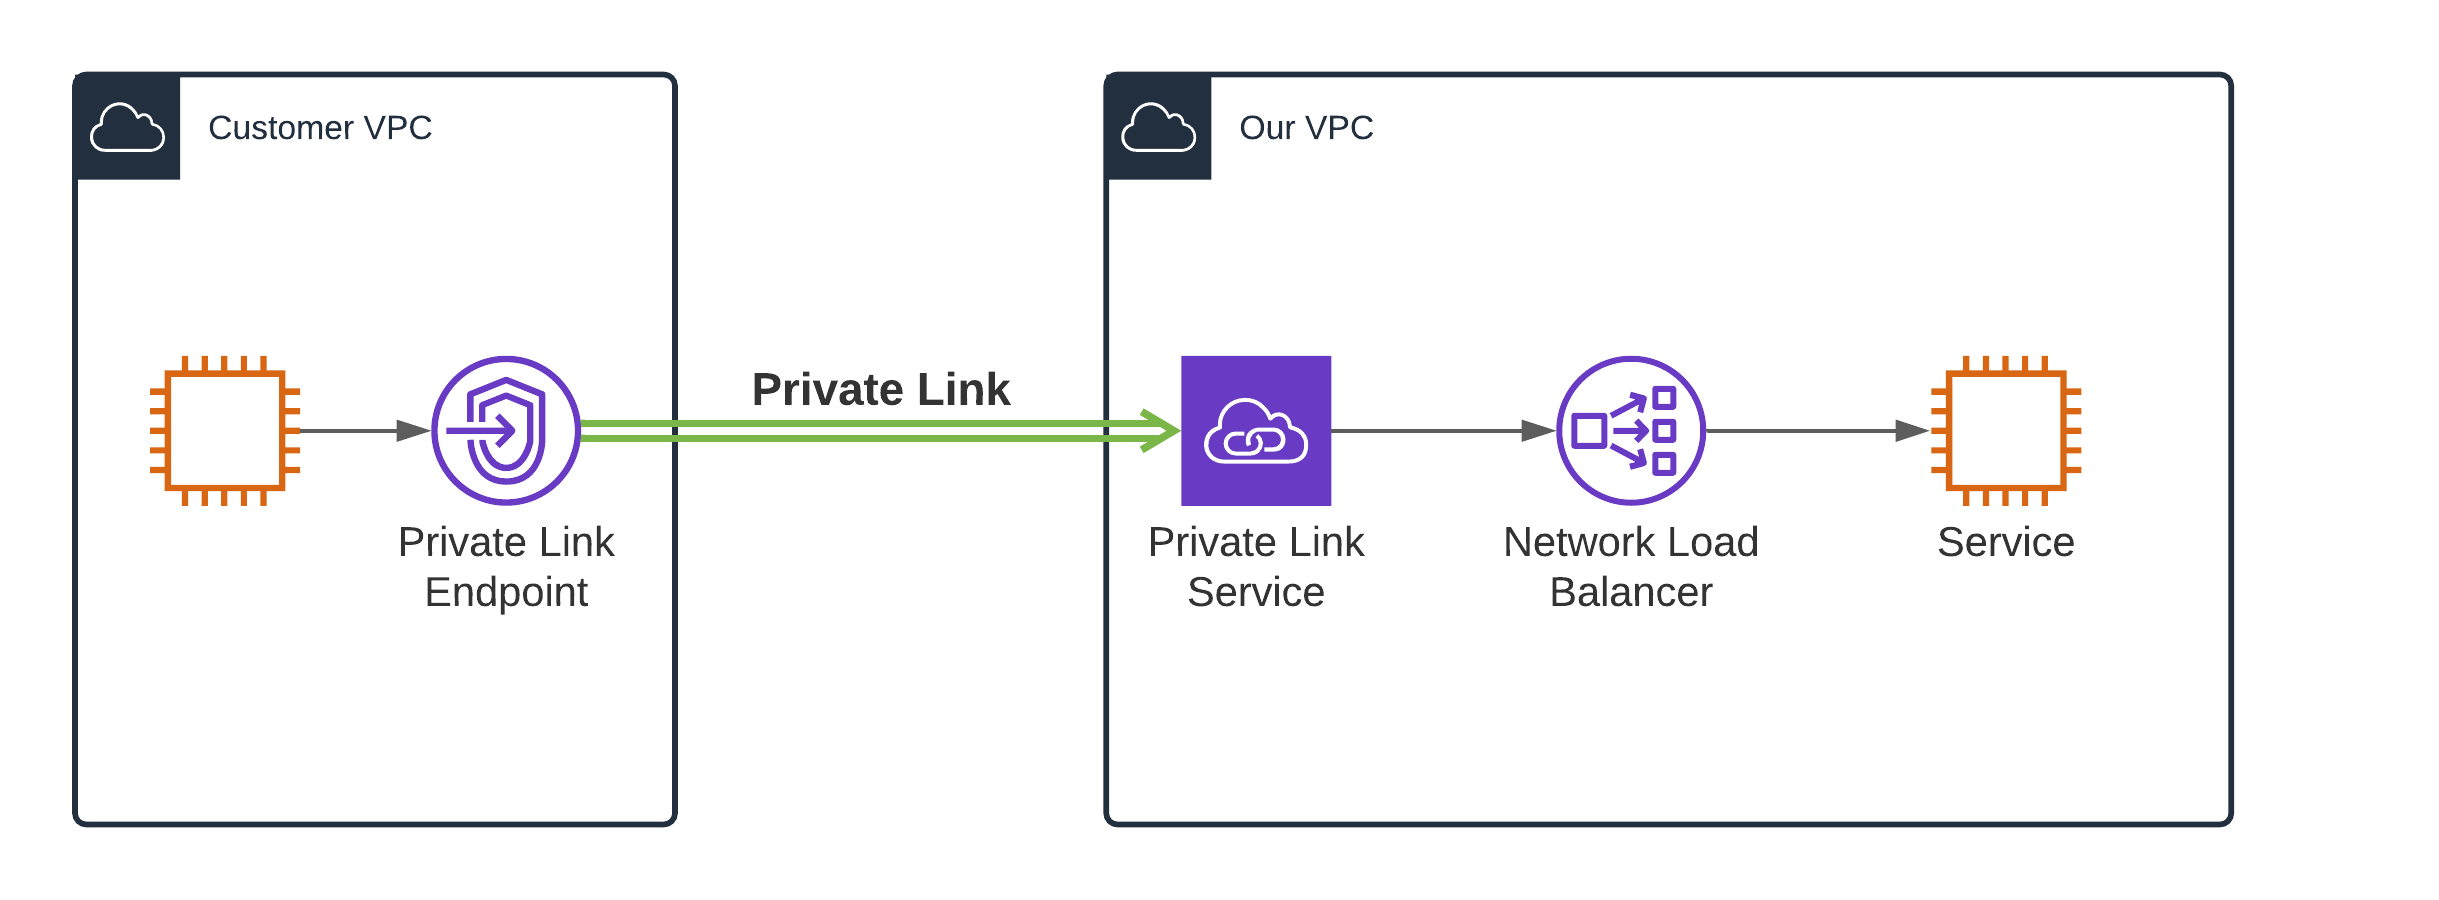 Customer VPC
Our VPC
Private Link
Private Link
Endpoint
Private Link
Service
Network Load
Balancer
Service